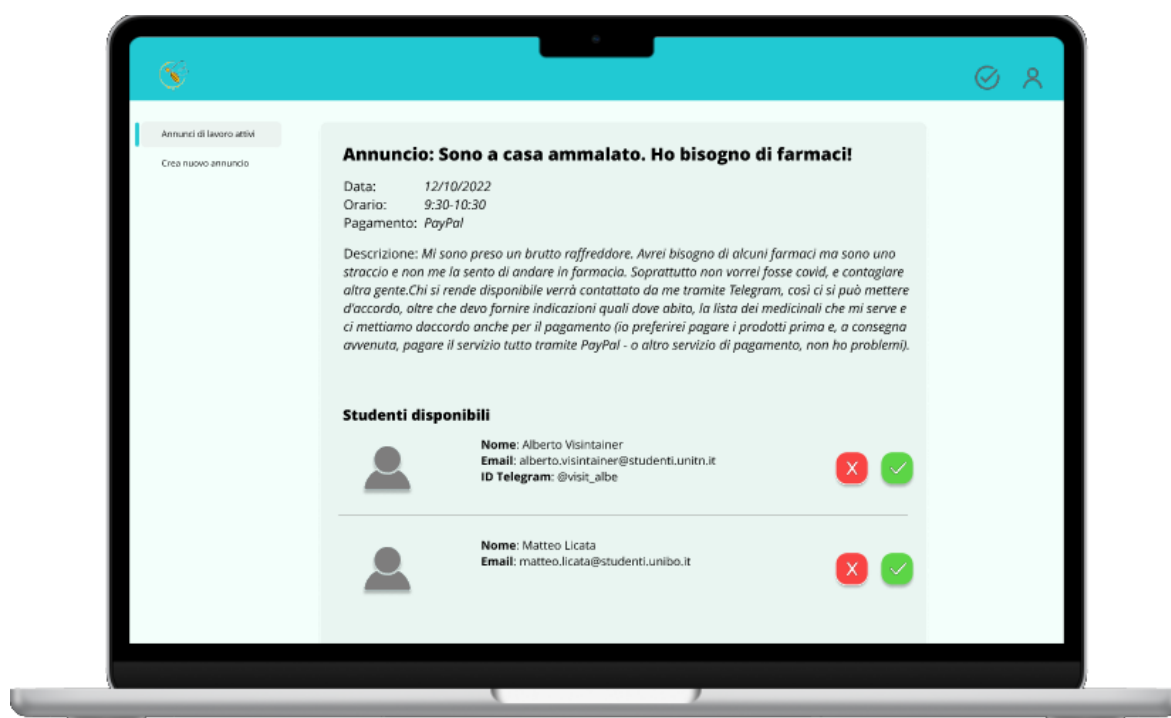 Annunci di lavoro attivi
Crea nuovo annuncio
Annuncio: Sono a casa ammalato. Ho bisogno di farmaci!
Data: 12/10/2022
Orario: 9:30-10:30
Pagamento: PayPal
Descrizione: Mi sono preso un brutto raffreddore. Avrei bisogno di alcuni farmaci ma sono uno
straccio e non me la sento di andare in farmacia. Soprattutto non vorrei fosse covid, e contagiare
altra gente.Chi si rende disponibile verrà contattato da me tramite Telegram, così ci si può mettere
d'accordo, oltre che devo fornire indicazioni quali dove abito, la lista dei medicinali che mi serve e
ci mettiamo daccordo anche per il pagamento (io preferirei pagare i prodotti prima e, a consegna
avvenuta, pagare il servizio tutto tramite PayPal - o altro servizio di pagamento, non ho problemi).
Studenti disponibili
Nome: Alberto Visintainer
Email: alberto.visintainer@studenti.unitn.it
ID Telegram: @visit_albe
X
Nome: Matteo Licata
Email: matteo.licata@studenti.unibo.it
X